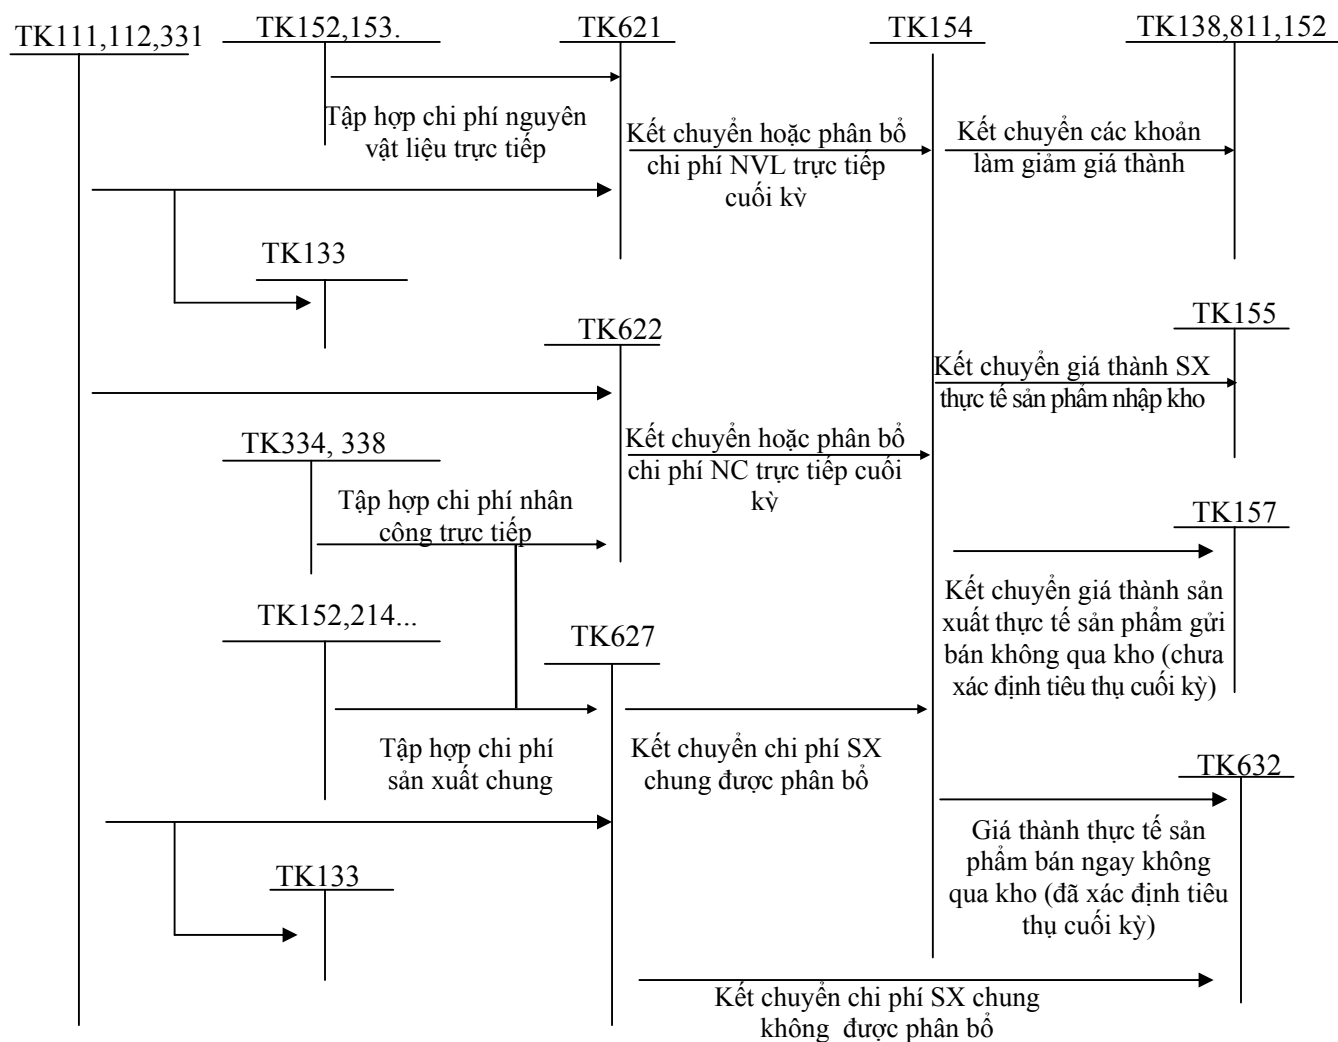 TK111,112,331
TK152,153.
TK621
TK154
TK138,811,152
Tập hợp chi phí nguyên
vật liệu trực tiếp
Kết chuyển hoặc phân bổ
chi phí NVL trực tiếp
cuối kỳ
Kết chuyển các khoản
làm giảm giá thành
TK133
TK622
TK155
Kết chuyển giá thành SX
thực tế sản phẩm nhập kho
TK334, 338
Kết chuyển hoặc phân bổ
chi phí NC trực tiếp cuối
kỳ
Tập hợp chi phí nhân
công trực tiếp
TK157
Kết chuyển giá thành sản
xuất thực tế sản phẩm gửi
bán không qua kho (chưa
xác định tiêu thụ cuối kỳ)
TK152,214...
TK627
Tập hợp chi phí
sản xuất chung
Kết chuyển chi phí SX
chung được phân bổ
TK632
Giá thành thực tế sản
phẩm bán ngay không
qua kho (đã xác định tiêu
thụ cuối kỳ)
TK133
Kết chuyển chi phí SX chung
không  được phân bổ